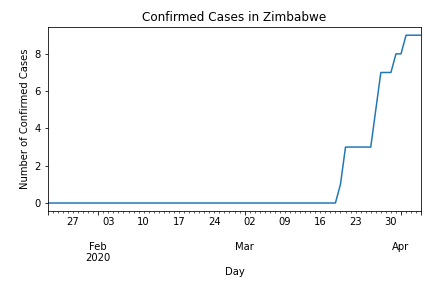 Confirmed Cases in Zimbabwe
Number of Confirmed Cases
8
6
4
2
0
27 03 10 17 24 02 09 16 23 30
Feb Mar Apr
2020
Day